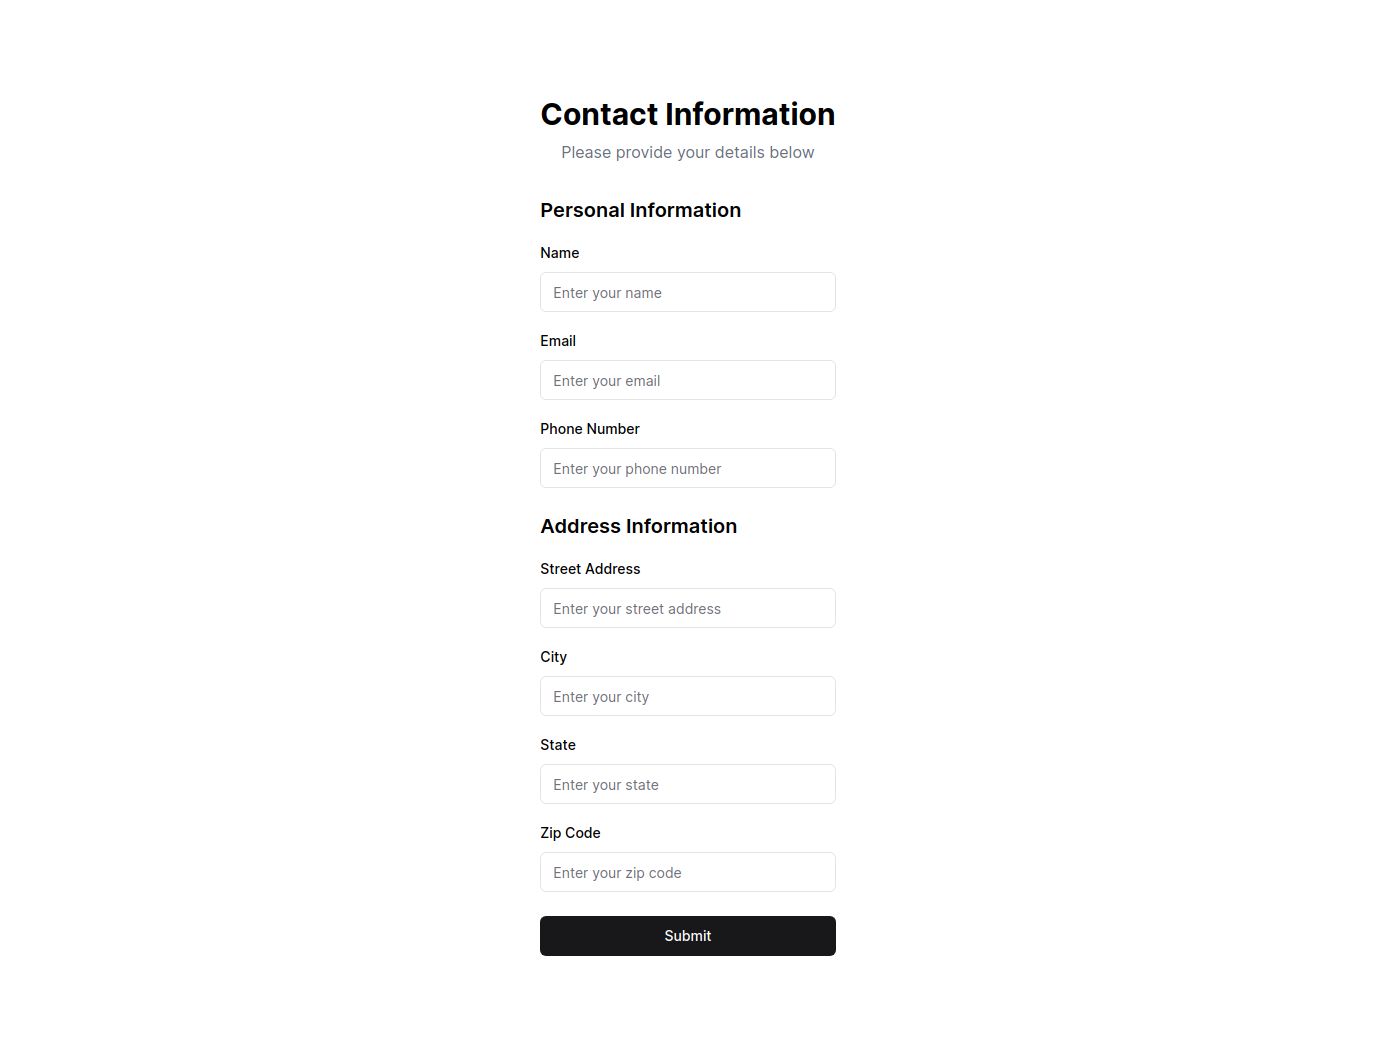 Contact Information
Please provide your details below
Personal Information
Name
Enter your name
Email
Enter your email
Phone Number
Enter your phone number
Address Information
Street Address
Enter your street address
City
Enter your city
State
Enter your state
Zip Code
Enter your zip code
Submit